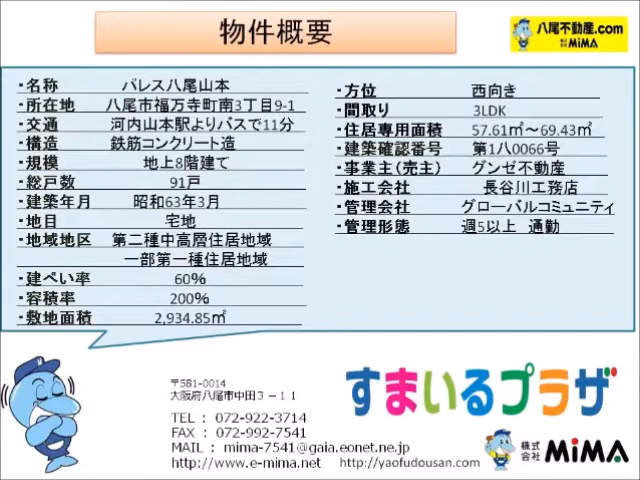 物件概要
八尾不動産.com
株式会社 MiMA
・名称 パレス八尾山本
・所在地 八尾市福万寺町南3丁目9-1
・交通 河内山本駅よりバスで11分
・構造 鉄筋コンクリート造
・規模 地上8階建て
・総戸数 91戸
・建築年月 昭和63年3月
・地目 宅地
・地域地区 第二種中高層住居地域
一部第一種住居地域
・建ぺい率 60%
・容積率 200%
・敷地面積 2,934.85㎡
・方位 西向き
・間取り 3LDK
・住居専用面積 57.61㎡～69.43㎡
・建築確認番号 第1八0066号
・事業主(売主) グンゼ不動産
・施工会社 長谷川工務店
・管理会社 グローバルコミュニティ
・管理形態 週5以上 通勤
〒581-0014
大阪府八尾市中田３－１１
TEL : 072-922-3714
FAX : 072-992-7541
MAIL : mima-7541@gaia.eonet.ne.jp
http://www.e-mima.net http://yaofudousan.com
すまいるプラザ
株式会社 MiMA